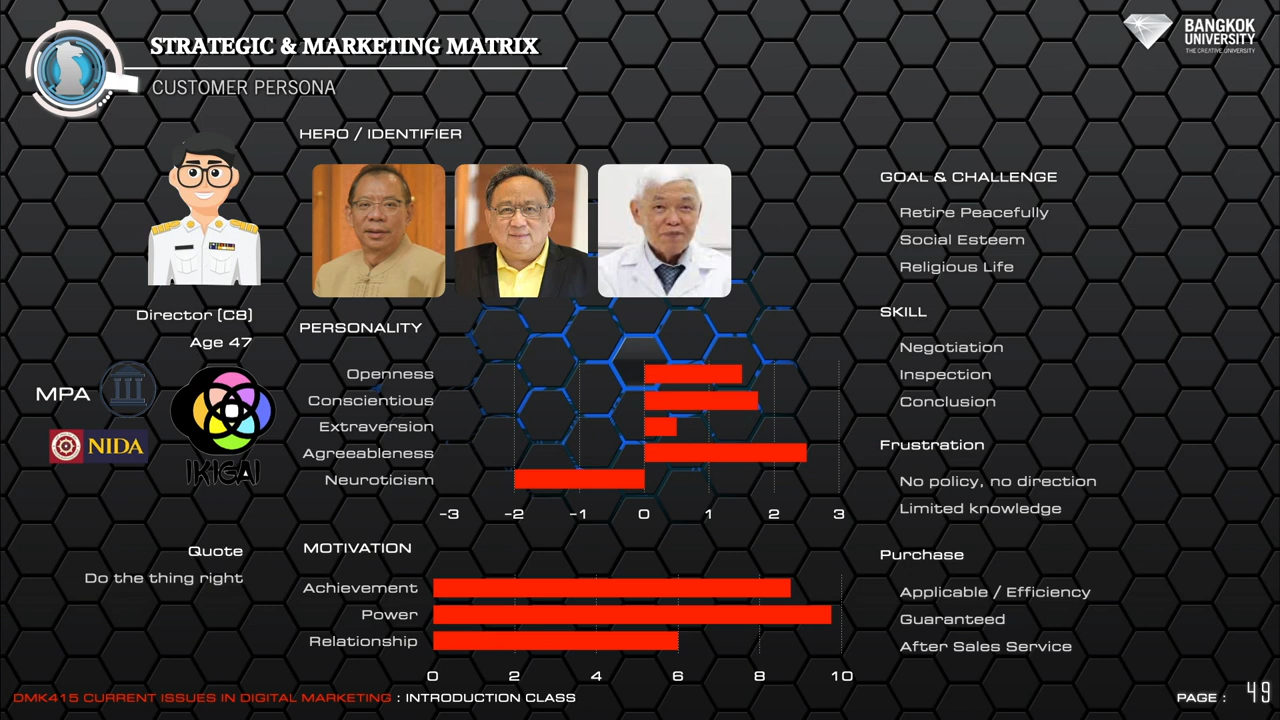 STRATEGIC & MARKETING MATRIX
CUSTOMER PERSONA
BANGKOK
UNIVERSITY
THE CREATIVE UNIVERSITY
HERO / IDENTIFIER
Director (C8)
Age 47
MPA
NIDA
IKIGAI
Quote
Do the thing right
PERSONALITY
Openness
Conscientious
Extraversion
Agreeableness
Neuroticism
-3 -2 -1 0 1 2 3
MOTIVATION
Achievement
Power
Relationship
0 2 4 6 8 10
GOAL & CHALLENGE
Retire Peacefully
Social Esteem
Religious Life
SKILL
Negotiation
Inspection
Conclusion
Frustration
No policy, no direction
Limited knowledge
Purchase
Applicable / Efficiency
Guaranteed
After Sales Service
DMK415 CURRENT ISSUES IN DIGITAL MARKETING : INTRODUCTION CLASS
PAGE : 49